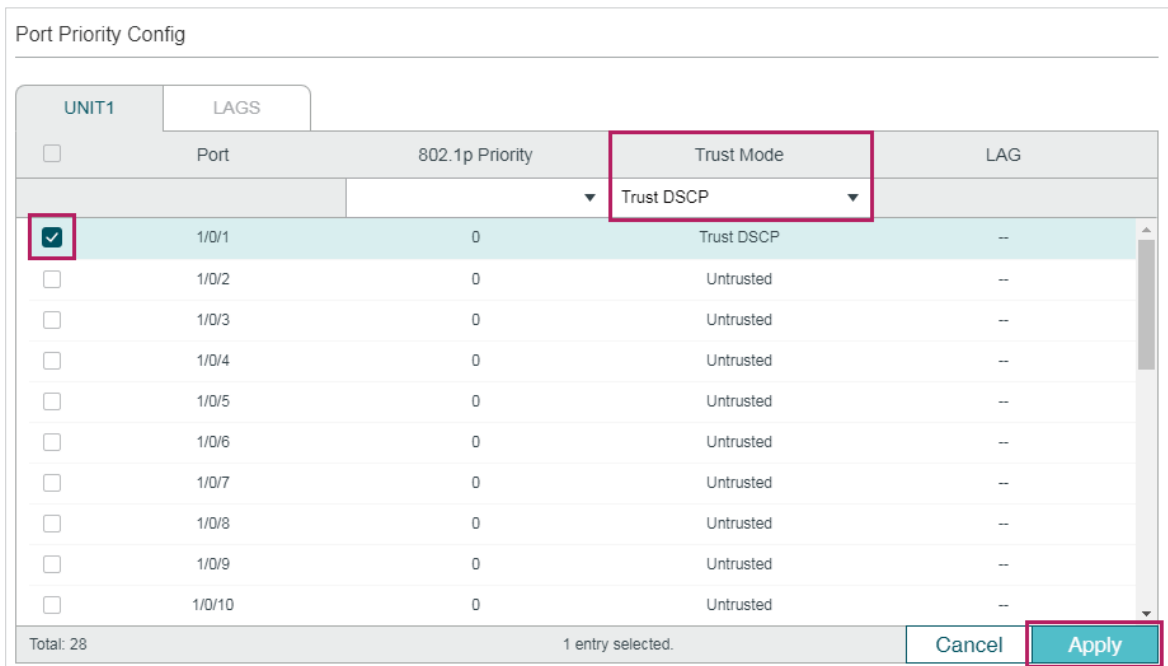 Port Priority Config
UNIT1 LAGS
Port 802.1p Priority Trust Mode LAG
Trust DSCP
1/0/1 0 Trust DSCP --
1/0/2 0 Untrusted --
1/0/3 0 Untrusted --
1/0/4 0 Untrusted --
1/0/5 0 Untrusted --
1/0/6 0 Untrusted --
1/0/7 0 Untrusted --
1/0/8 0 Untrusted --
1/0/9 0 Untrusted --
1/0/10 0 Untrusted --
Total: 28 1 entry selected. Cancel Apply